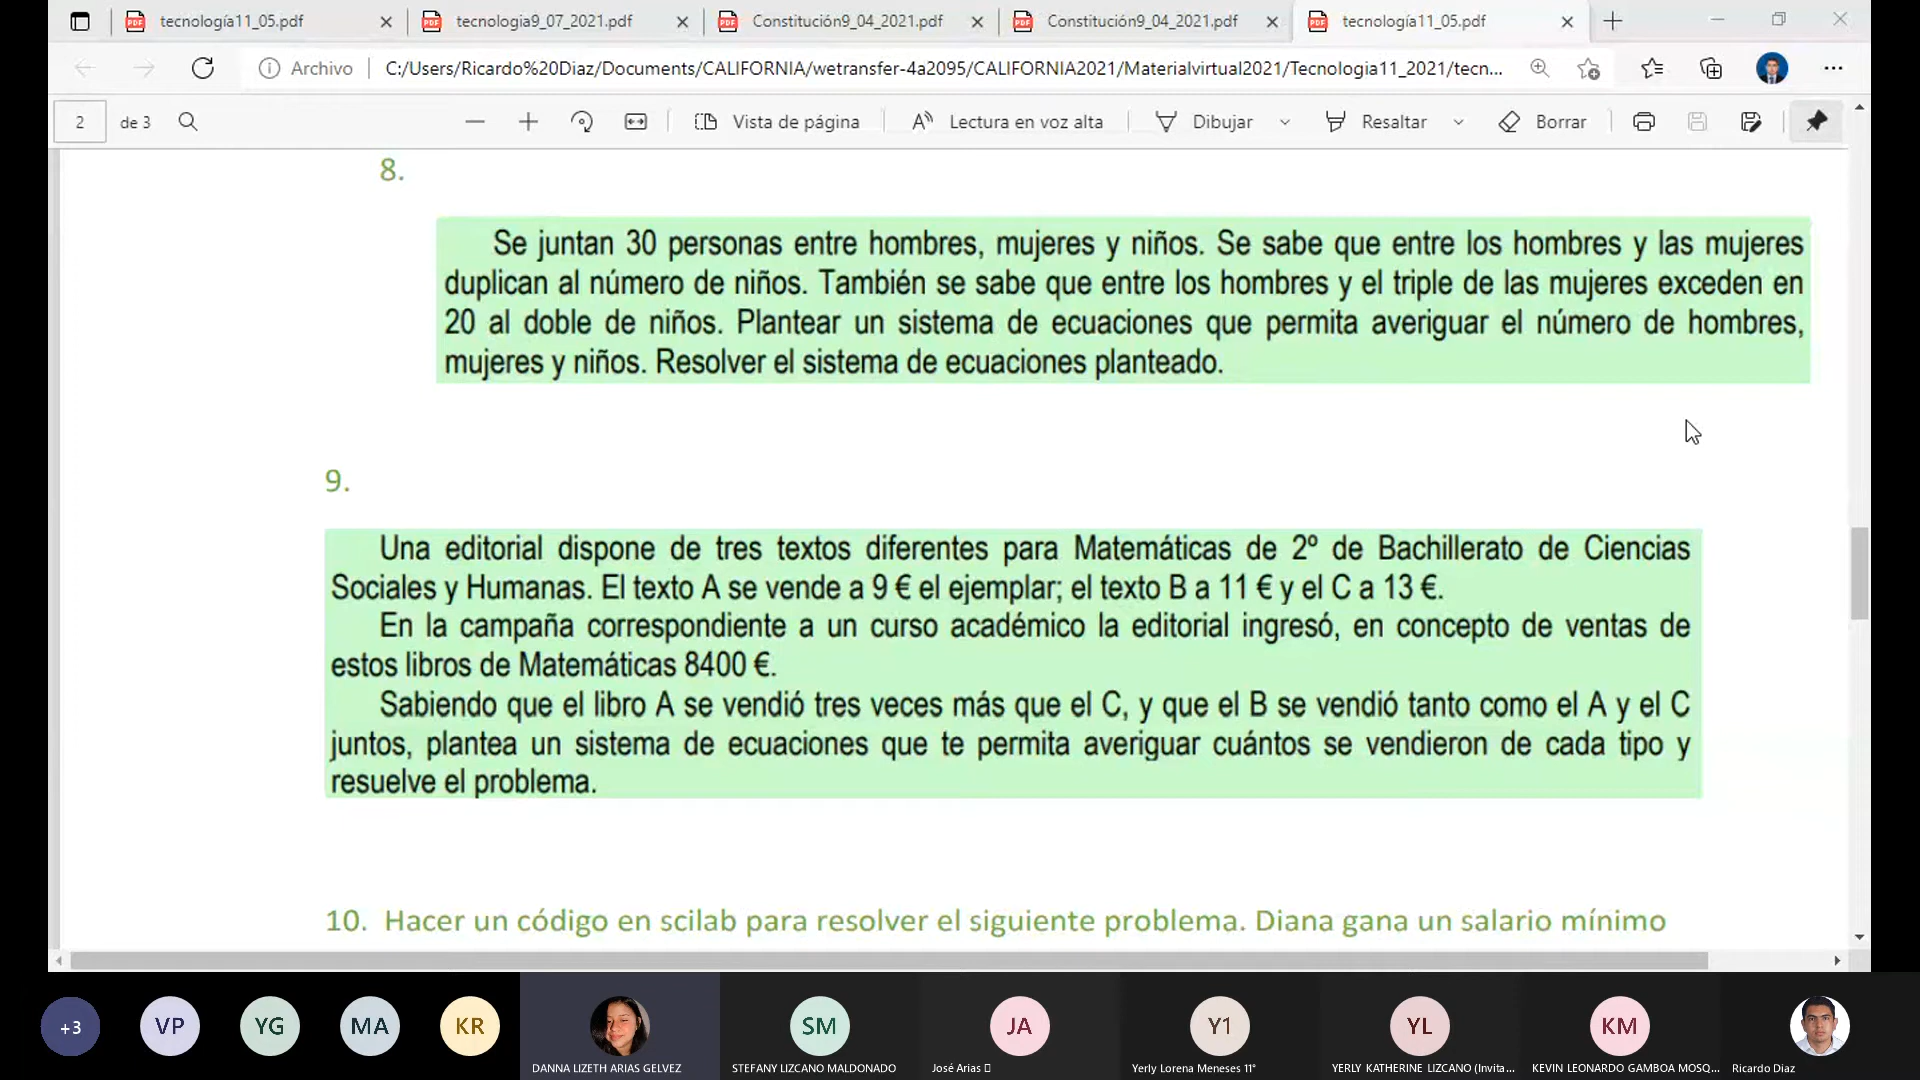 tecnología11_05.pdf
tecnologia9_07_2021.pdf
Constitución9_04_2021.pdf
Constitución9_04_2021.pdf
tecnología11_05.pdf
Archivo
C:/Users/Ricardo%20Diaz/Documents/CALIFORNIA/wetransfer-4a2095/CALIFORNIA2021/Materialvirtual2021/Tecnologia11_2021/tecn...
2
de 3
Vista de página
Lectura en voz alta
Dibujar
Resaltar
Borrar
8.
Se juntan 30 personas entre hombres, mujeres y niños. Se sabe que entre los hombres y las mujeres
duplican al número de niños. También se sabe que entre los hombres y el triple de las mujeres exceden en
20 al doble de niños. Plantear un sistema de ecuaciones que permita averiguar el número de hombres,
mujeres y niños. Resolver el sistema de ecuaciones planteado.
9.
Una editorial dispone de tres textos diferentes para Matemáticas de 2º de Bachillerato de Ciencias
Sociales y Humanas. El texto A se vende a 9 € el ejemplar; el texto B a 11 € y el C a 13 €.
En la campaña correspondiente a un curso académico la editorial ingresó, en concepto de ventas de
estos libros de Matemáticas 8400 €.
Sabiendo que el libro A se vendió tres veces más que el C, y que el B se vendió tanto como el A y el C
juntos, plantea un sistema de ecuaciones que te permita averiguar cuántos se vendieron de cada tipo y
resuelve el problema.
10. Hacer un código en scilab para resolver el siguiente problema. Diana gana un salario mínimo
+3
VP
YG
MA
KR
SM
JA
Y1
YL
KM
DANNA LIZETH ARIAS GELVEZ
STEFANY LIZCANO MALDONADO
José Arias
Yerly Lorena Meneses 11°
YERLY KATHERINE LIZCANO (Invita...
KEVIN LEONARDO GAMBOA MOSQ...
Ricardo Diaz